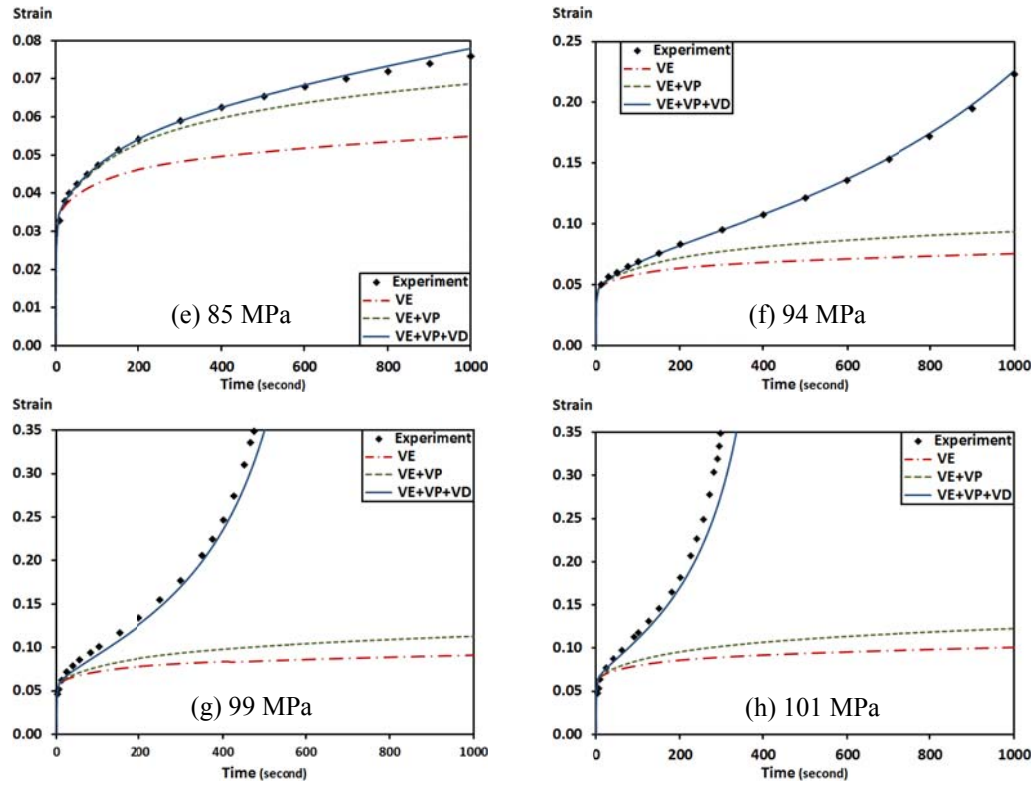 Strain
0.08
0.07
0.06
0.05
0.04
0.03
0.02
0.01
0.00
0 200 400 600 800 1000
Time (second)
Experiment
VE
VE+VP
VE+VP+VD
(e) 85 MPa
Strain
0.25
0.20
0.15
0.10
0.05
0.00
0 200 400 600 800 1000
Time (second)
Experiment
VE
VE+VP
VE+VP+VD
(f) 94 MPa
Strain
0.35
0.30
0.25
0.20
0.15
0.10
0.05
0.00
0 200 400 600 800 1000
Time (second)
Experiment
VE
VE+VP
VE+VP+VD
(g) 99 MPa
Strain
0.35
0.30
0.25
0.20
0.15
0.10
0.05
0.00
0 200 400 600 800 1000
Time (second)
Experiment
VE
VE+VP
VE+VP+VD
(h) 101 MPa